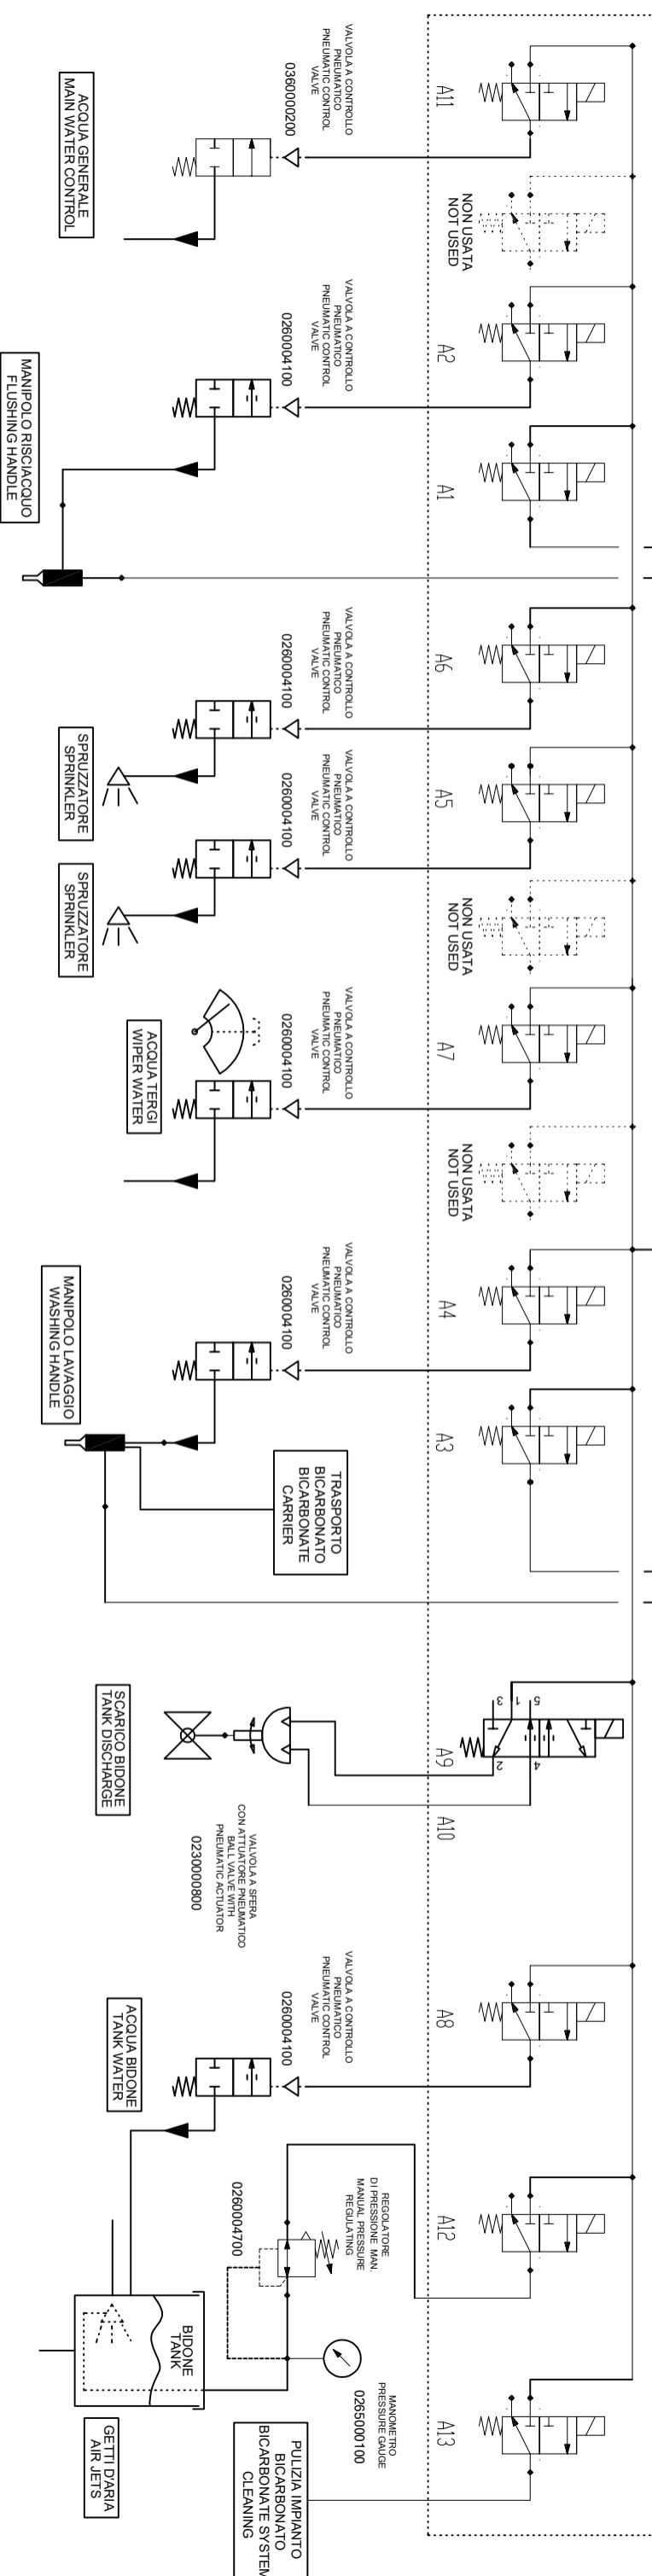 A11
VALVOLA A CONTROLLO
PNEUMATICO
PNEUMATIC CONTROL
VALVE
0360000200
ACQUA GENERALE
MAIN WATER CONTROL
NON USATA
NOT USED
A2
VALVOLA A CONTROLLO
PNEUMATICO
PNEUMATIC CONTROL
VALVE
0260004100
MANIPOLO RISCIACQUO
FLUSHING HANDLE
A1
A6
VALVOLA A CONTROLLO
PNEUMATICO
PNEUMATIC CONTROL
VALVE
0260004100
SPRUZZATORE
SPRINKLER
A5
VALVOLA A CONTROLLO
PNEUMATICO
PNEUMATIC CONTROL
VALVE
0260004100
SPRUZZATORE
SPRINKLER
NON USATA
NOT USED
A7
VALVOLA A CONTROLLO
PNEUMATICO
PNEUMATIC CONTROL
VALVE
0260004100
ACQUA TERGI
WIPER WATER
NON USATA
NOT USED
A4
VALVOLA A CONTROLLO
PNEUMATICO
PNEUMATIC CONTROL
VALVE
0260004100
MANIPOLO LAVAGGIO
WASHING HANDLE
A3
TRASPORTO
BICARBONATO
BICARBONATE
CARRIER
5
1
3
4
2
A9
A10
SCARICO BIDONE
TANK DISCHARGE
VALVOLA A SFERA
CON ATTUATORE PNEUMATICO
BALL VALVE WITH
PNEUMATIC ACTUATOR
0230000800
A8
VALVOLA A CONTROLLO
PNEUMATICO
PNEUMATIC CONTROL
VALVE
0260004100
ACQUA BIDONE
TANK WATER
A12
REGOLATORE
DI PRESSIONE MAN.
MANUAL PRESSURE
REGULATING
0260004700
BIDONE
TANK
MANOMETRO
PRESSURE GAUGE
0265000100
GETTI D'ARIA
AIR JETS
A13
PULIZIA IMPIANTO
BICARBONATO
BICARBONATE SYSTEM
CLEANING